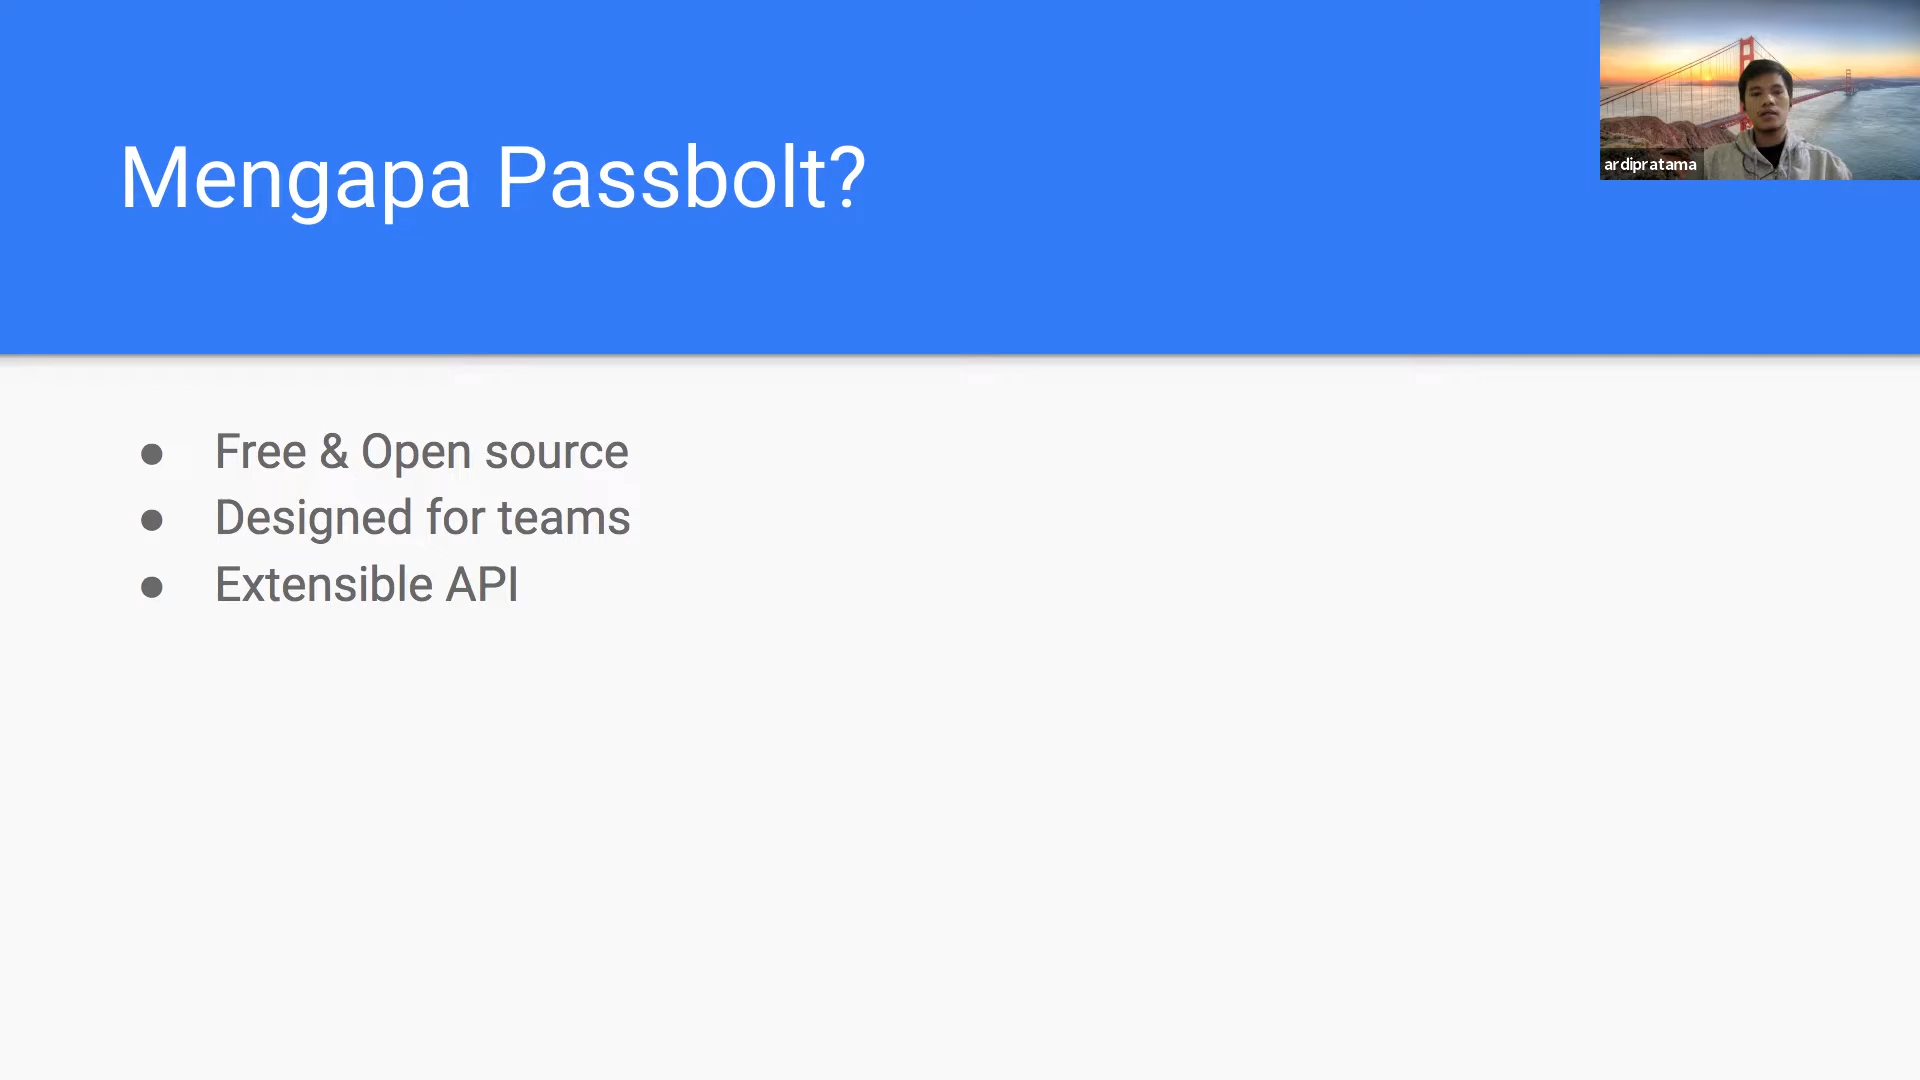 Mengapa Passbolt?
ardipratama
● Free & Open source
● Designed for teams
● Extensible API